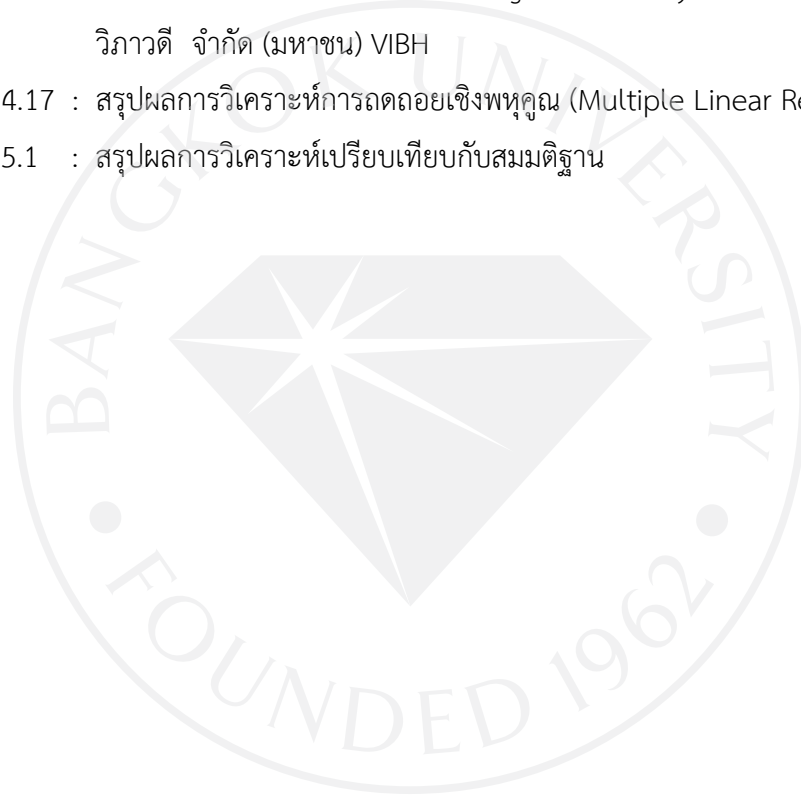 วิภาวดี จำกัด (มหาชน) VIBH
4.17 : สรุปผลการวิเคราะห์การถดถอยเชิงพหุคูณ (Multiple Linear Re
5.1 : สรุปผลการวิเคราะห์เปรียบเทียบกับสมมติฐาน
BANGKOK UNIVERSITY
FOUNDED 1962